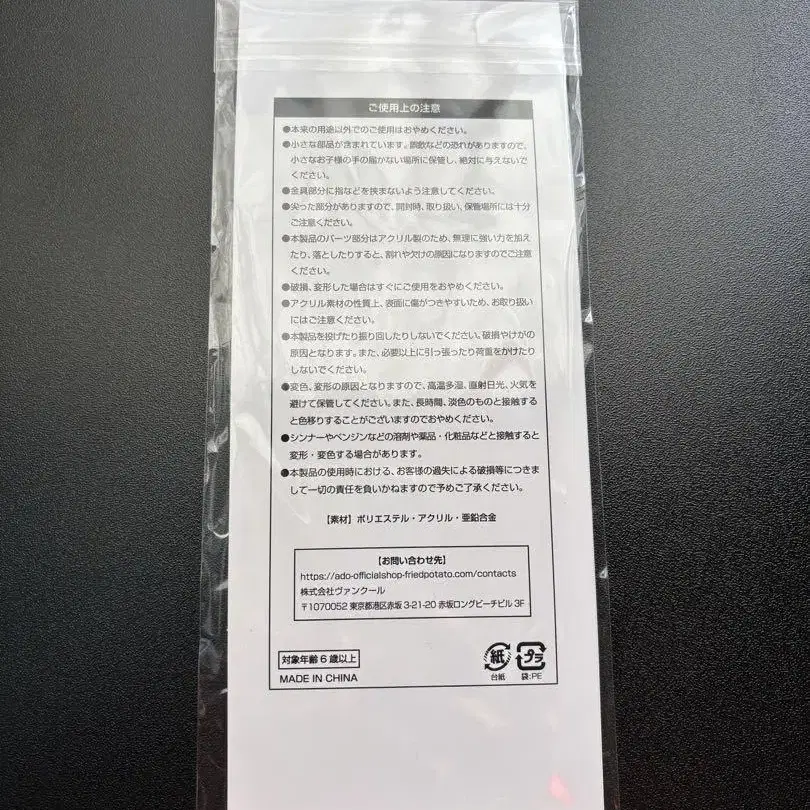 ご使用上の注意
●本来の用途以外でのご使用はおやめください。
●小さな部品が含まれています。誤飲などの恐れがありますので、
小さなお子様の手の届かない場所に保管し、絶対に与えないで
ください。
●金具部分に指などを挟まないよう注意してください。
●尖った部分がありますので、開封時、取り扱い、保管場所には十分
ご注意ください。
●本製品のパーツ部分はアクリル製のため、無理に強い力を加え
たり、落としたりすると、割れや欠けの原因になりますのでご注意
ください。
●破損、変形した場合はすぐにご使用をおやめください。
●アクリル素材の性質上、表面に傷がつきやすいため、お取り扱い
にはご注意ください。
●本製品を投げたり振り回したりしないでください。破損やけがの
原因となります。また、必要以上に引っ張ったり荷重をかけたり
しないでください。
●変色、変形の原因となりますので、高温多湿、直射日光、火気を
避けて保管してください。また、長時間、淡色のものと接触すると
色移りすることがございますのでおやめください。
●シンナーやベンジンなどの溶剤や薬品・化粧品などと接触すると
変形・変色する場合があります。
●本製品の使用時における、お客様の過失による破損等につきま
して一切の責任を負いかねますので予めご了承ください。
【素材】ポリエステル・アクリル・亜鉛合金
【お問い合わせ先】
https://ado-officialshop-friedpotato.com/contacts
株式会社ヴァンクール
〒1070052 東京都港区赤坂 3-21-20 赤坂ロングビーチビル 3F
対象年齢 6 歳以上
MADE IN CHINA
紙
台紙
プラ
袋:PE